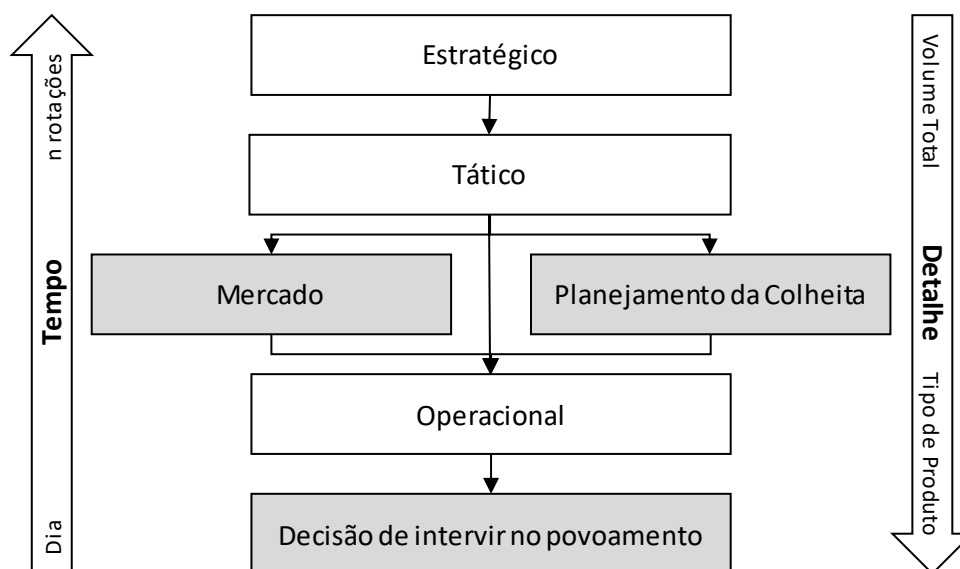 Estratégico
Tático
Mercado
Planejamento da Colheita
Operacional
Decisão de intervir no povoamento
n rotações
Tempo
Dia
Volume Total
Detalhe
Tipo de Produto